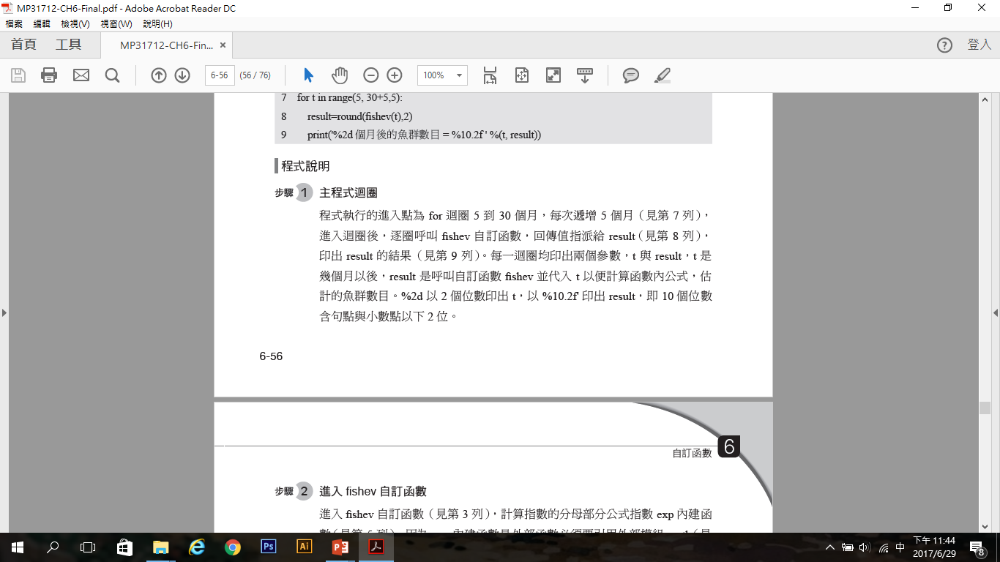 MP31712-CH6-Final.pdf - Adobe Acrobat Reader DC
檔案 編輯 檢視(V) 視窗(W) 說明(H)
首頁 工具 MP31712-CH6-Fin... × ? 登入
6-56 (56 / 76) 100%
7 for t in range(5, 30+5,5):
8 result=round(fishev(t),2)
9 print('%2d 個月後的魚群數目 = %10.2f ' %(t, result))
程式說明
步驟 1 主程式迴圈
程式執行的進入點為 for 迴圈 5 到 30 個月，每次遞增 5 個月（見第 7 列），
進入迴圈後，逐圈呼叫 fishev 自訂函數，回傳值指派給 result（見第 8 列），
印出 result 的結果（見第 9 列）。每一迴圈均印出兩個參數，t 與 result，t 是
幾個月以後，result 是呼叫自訂函數 fishev 並代入 t 以便計算函數內公式，估
計的魚群數目。%2d 以 2 個位數印出 t，以 %10.2f' 印出 result，即 10 個位數
含句點與小數點以下 2 位。
6-56
自訂函數 6
步驟 2 進入 fishev 自訂函數
進入 fishev 自訂函數（見第 3 列），計算指數的分母部分公式指數 exp 內建函
Ps Ai 中 下午 11:44
2017/6/29 8